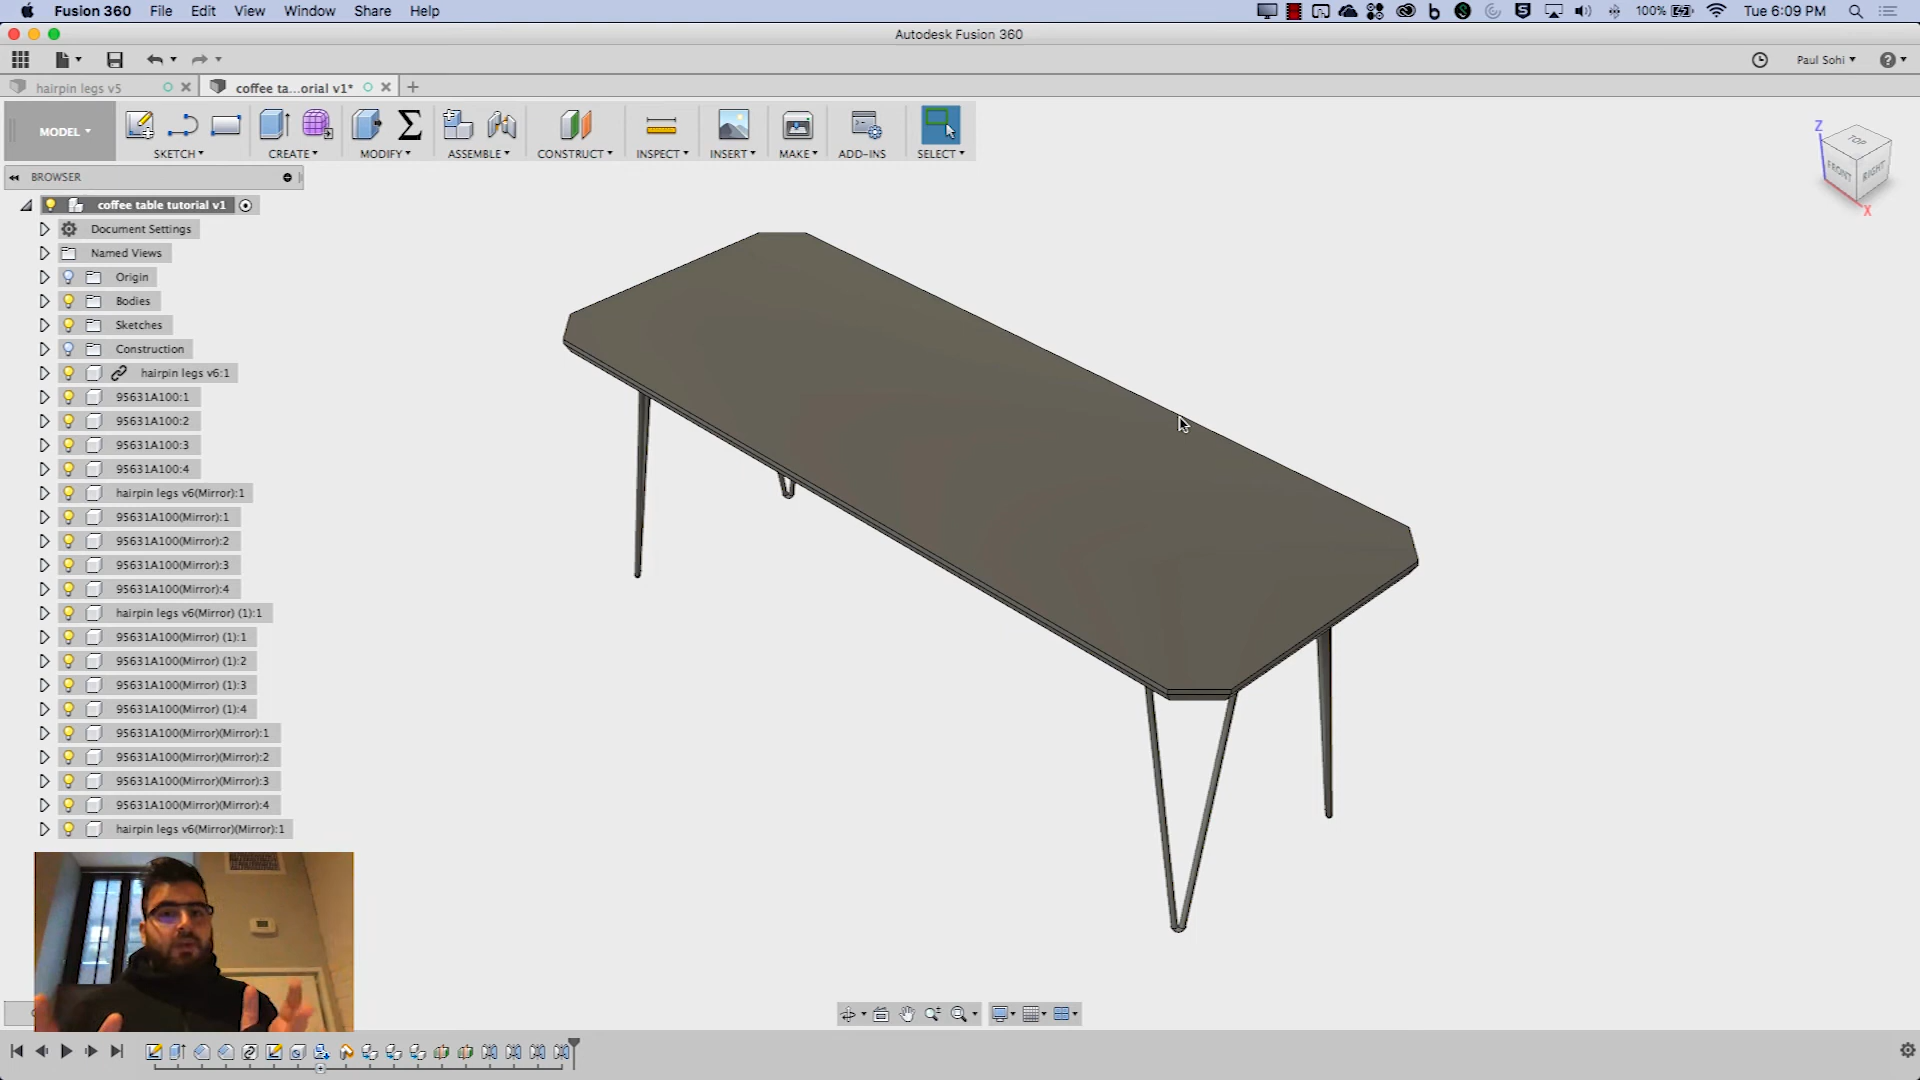 Fusion 360 File Edit View Window Share Help 100% Tue 6:09 PM
Autodesk Fusion 360
Paul Sohi
hairpin legs v5 coffee ta...orial v1* +
MODEL SKETCH CREATE MODIFY ASSEMBLE CONSTRUCT INSPECT INSERT MAKE ADD-INS SELECT
BROWSER
coffee table tutorial v1
Document Settings
Named Views
Origin
Bodies
Sketches
Construction
hairpin legs v6:1
95631A100:1
95631A100:2
95631A100:3
95631A100:4
hairpin legs v6(Mirror):1
95631A100(Mirror):1
95631A100(Mirror):2
95631A100(Mirror):3
95631A100(Mirror):4
hairpin legs v6(Mirror) (1):1
95631A100(Mirror) (1):1
95631A100(Mirror) (1):2
95631A100(Mirror) (1):3
95631A100(Mirror) (1):4
95631A100(Mirror)(Mirror):1
95631A100(Mirror)(Mirror):2
95631A100(Mirror)(Mirror):3
95631A100(Mirror)(Mirror):4
hairpin legs v6(Mirror)(Mirror):1
Z
TOP
FRONT RIGHT
X